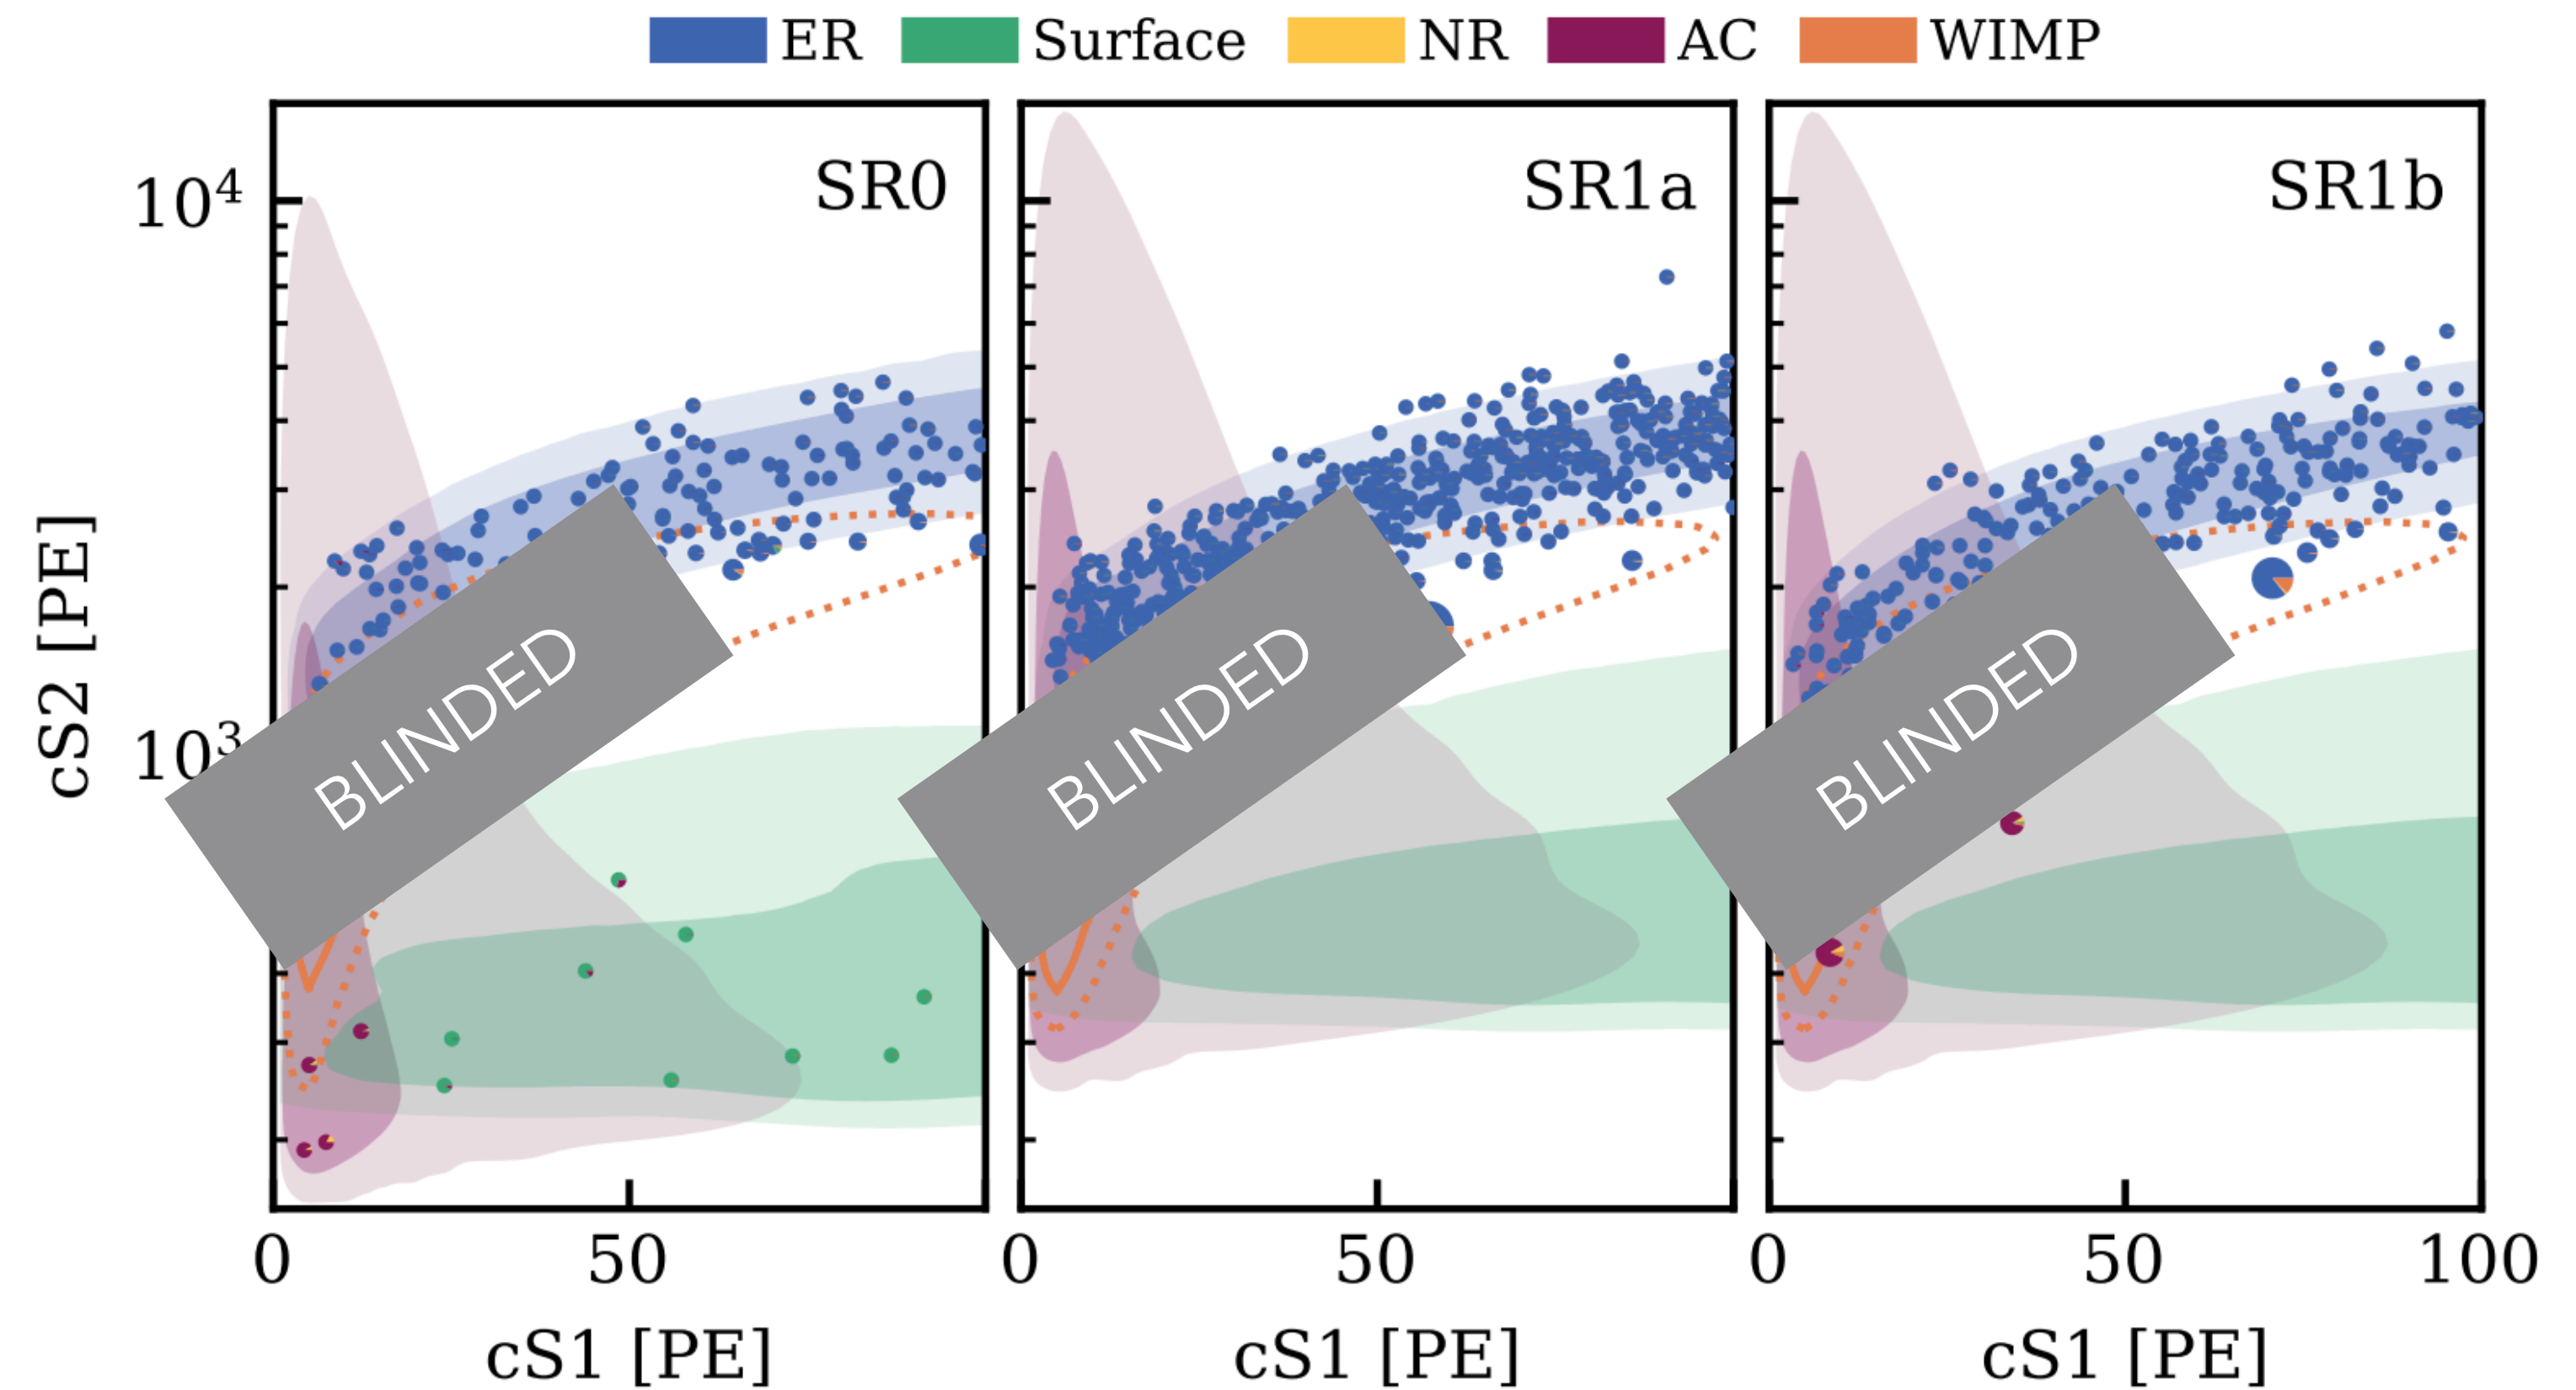 ER Surface NR AC WIMP
SR0 SR1a SR1b
10⁴
cS2 [PE]
10³
BLINDED BLINDED BLINDED
0 50 0 50 0 50 100
cS1 [PE] cS1 [PE] cS1 [PE]